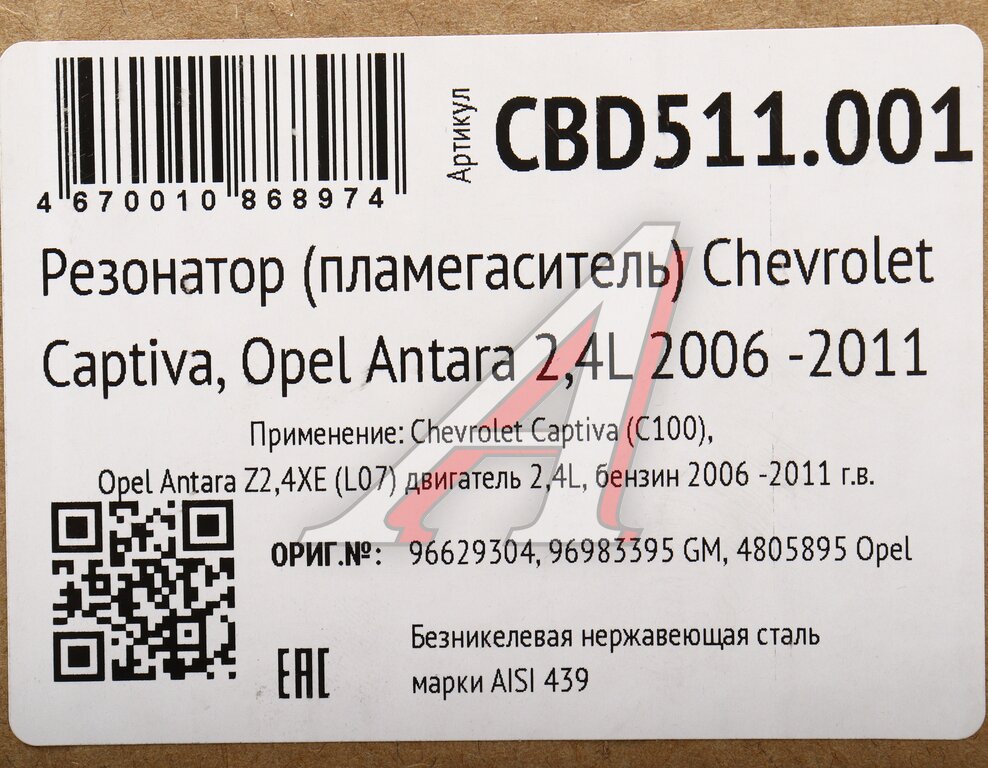 Артикул CBD511.001
4 670010 868974
Резонатор (пламегаситель) Chevrolet
Captiva, Opel Antara 2,4L 2006 -2011
Применение: Chevrolet Captiva (C100),
Opel Antara Z2,4XE (L07) двигатель 2,4L, бензин 2006 -2011 г.в.
ОРИГ.№: 96629304, 96983395 GM, 4805895 Opel
Безникелевая нержавеющая сталь
марки AISI 439
EAC